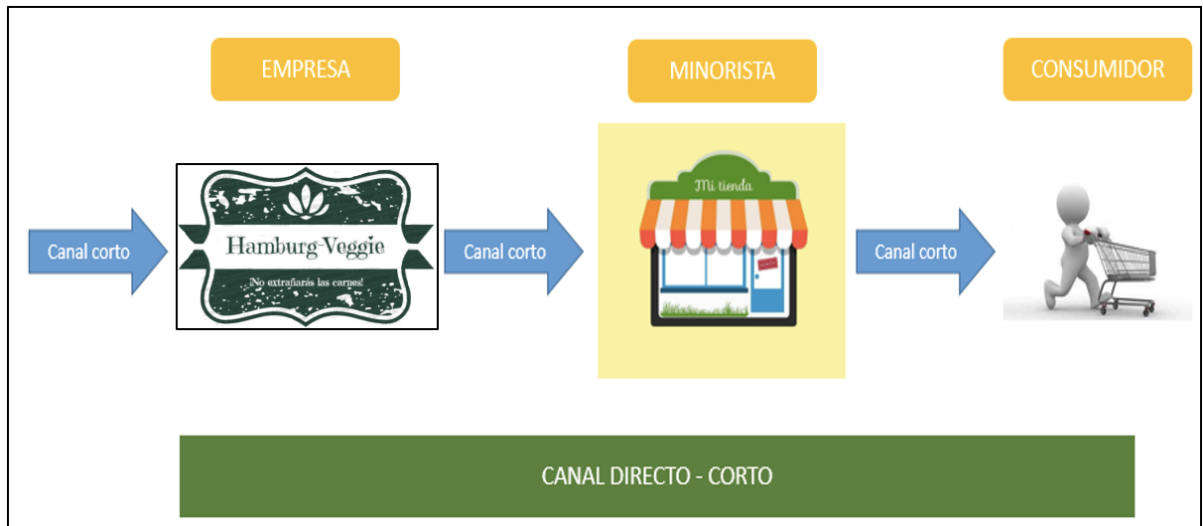 EMPRESA
MINORISTA
CONSUMIDOR
Canal corto
Hamburg-Veggie
¡No extrañarás las carnes!
Canal corto
Mi tienda
Canal corto
CANAL DIRECTO - CORTO